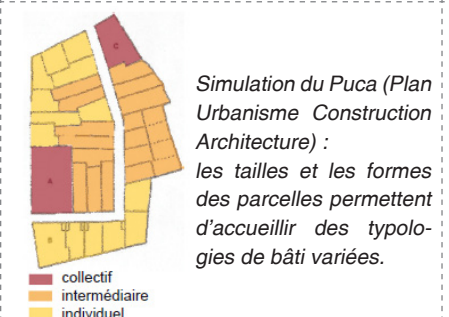 C
A
B
Simulation du Puca (Plan
Urbanisme Construction
Architecture) :
les tailles et les formes
des parcelles permettent
d'accueillir des typolo-
gies de bâti variées.
collectif
intermédiaire
individuel